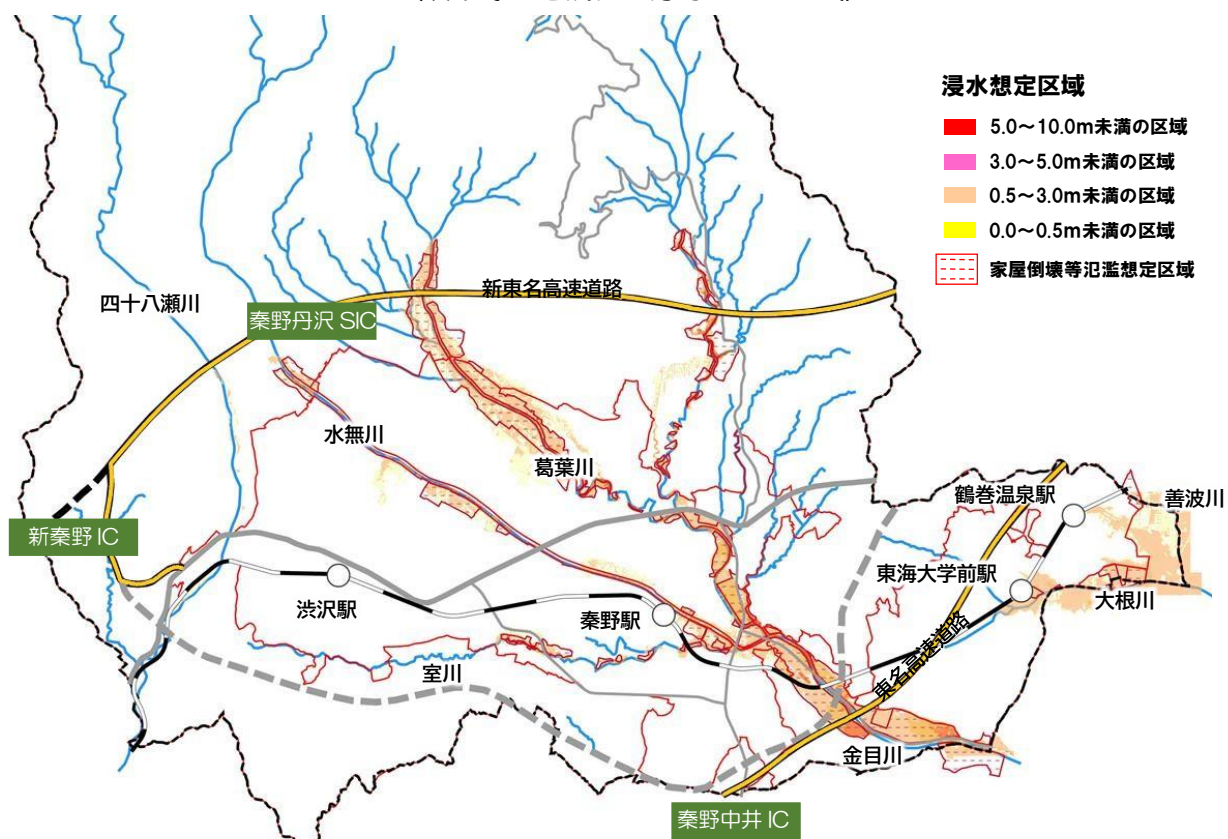 浸水想定区域
5.0～10.0m未満の区域
3.0～5.0m未満の区域
0.5～3.0m未満の区域
0.0～0.5m未満の区域
家屋倒壊等氾濫想定区域
新東名高速道路
四十八瀬川
秦野丹沢 SIC
水無川
葛葉川
鶴巻温泉駅
善波川
新秦野 IC
東海大学前駅
大根川
渋沢駅
秦野駅
東名高速道路
室川
金目川
秦野中井 IC